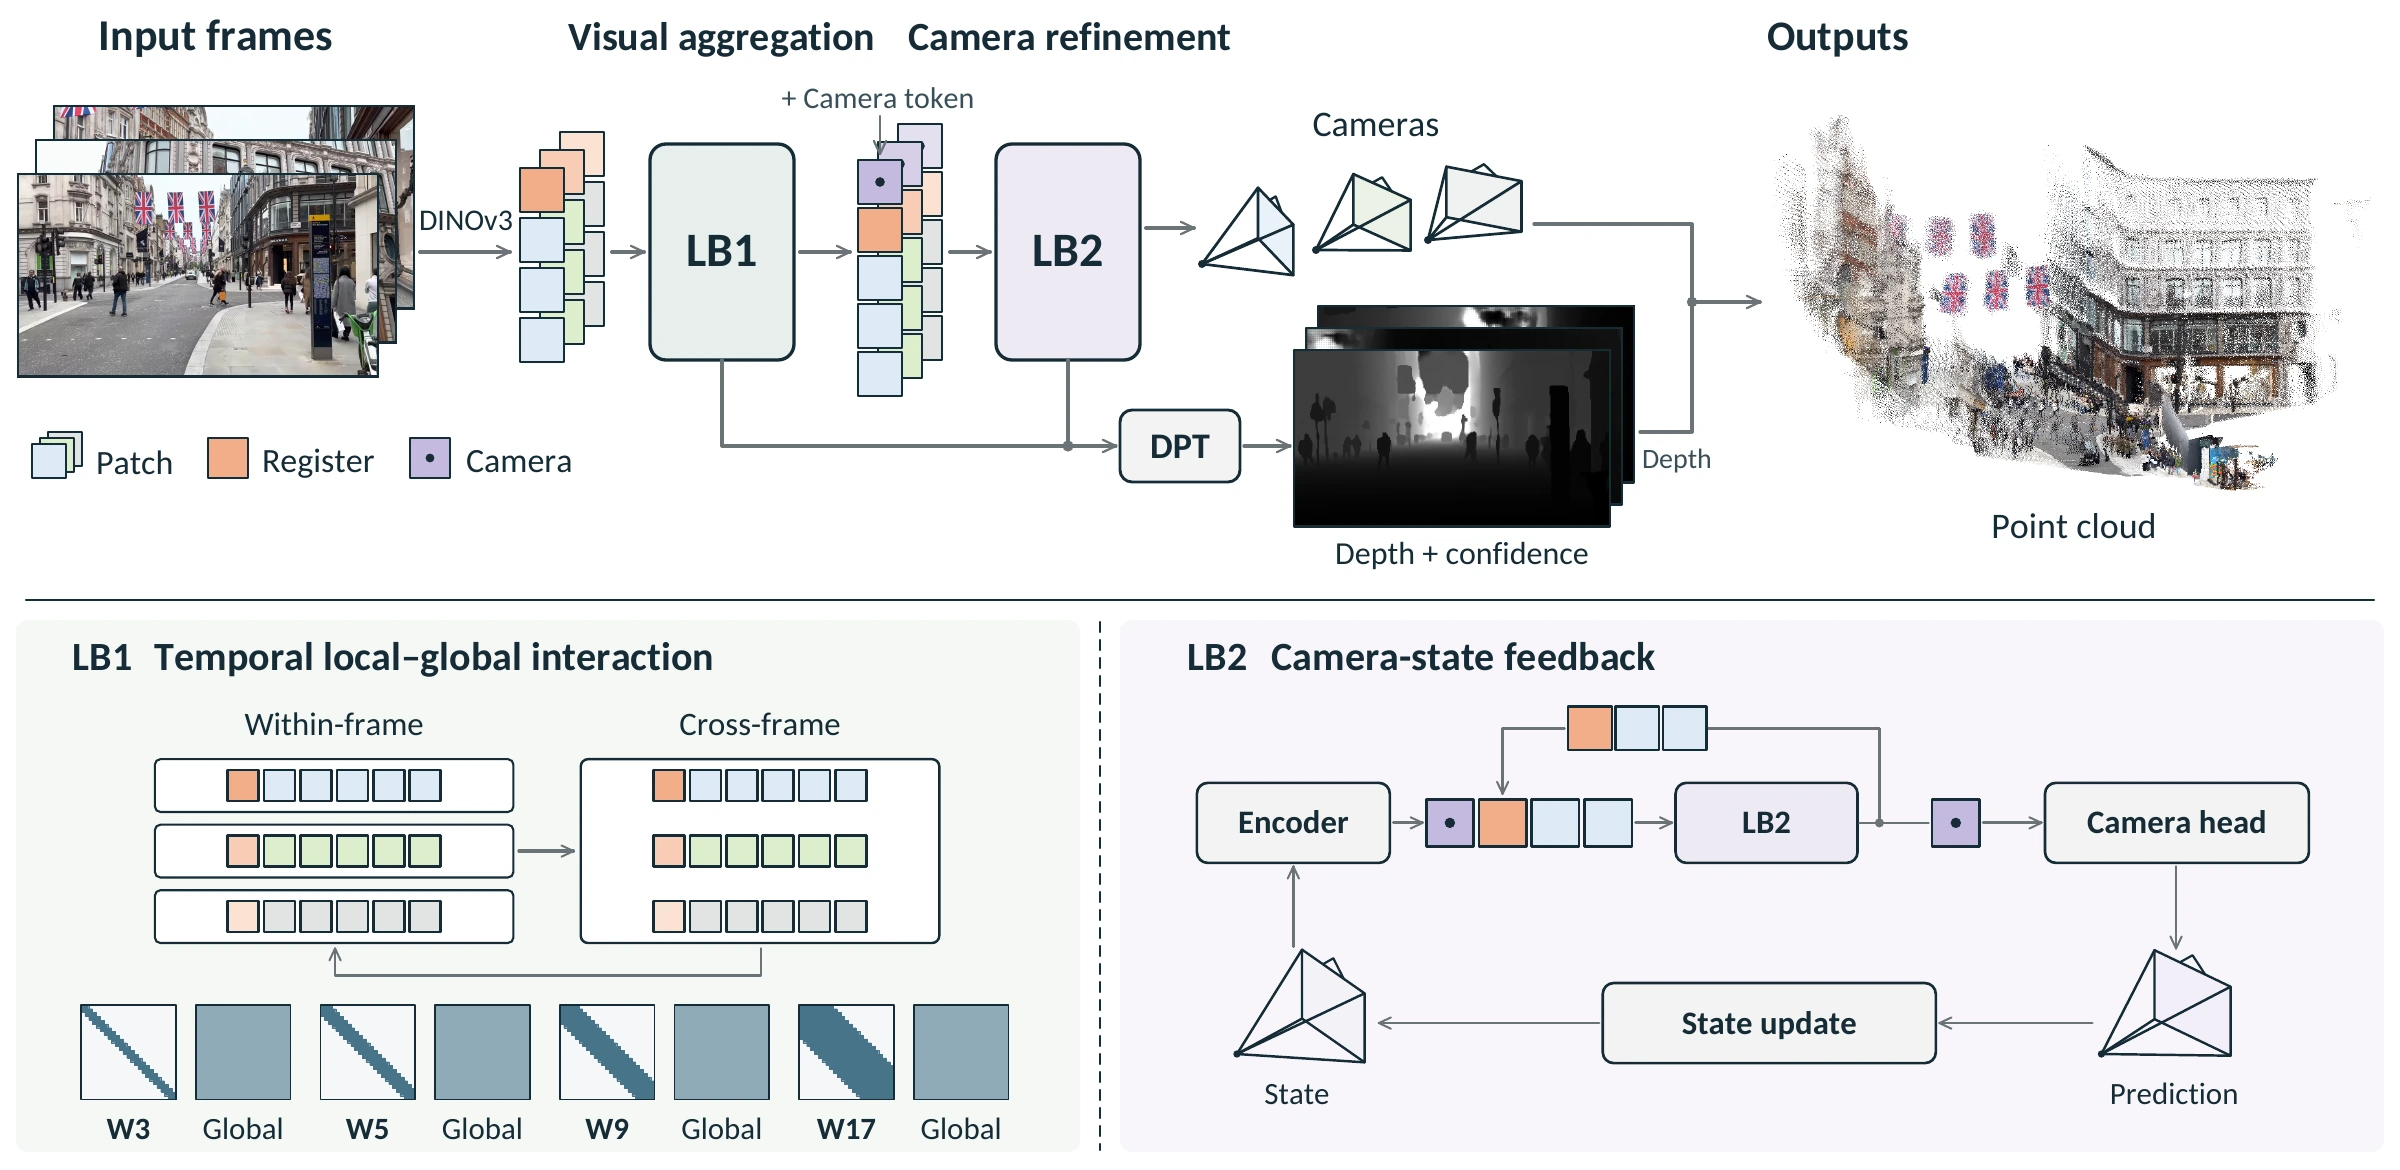 Input frames
Visual aggregation
Camera refinement
Outputs
+ Camera token
Cameras
DINOv3
LB1
LB2
DPT
Depth
Patch
Register
Camera
Point cloud
Depth + confidence
LB1 Temporal local–global interaction
Within-frame
Cross-frame
W3
Global
W5
Global
W9
Global
W17
Global
LB2 Camera-state feedback
Encoder
LB2
Camera head
State update
State
Prediction